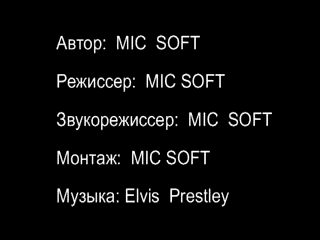 Автор: MIC SOFT
Режиссер: MIC SOFT
Звукорежиссер: MIC SOFT
Монтаж: MIC SOFT
Музыка: Elvis Prestley